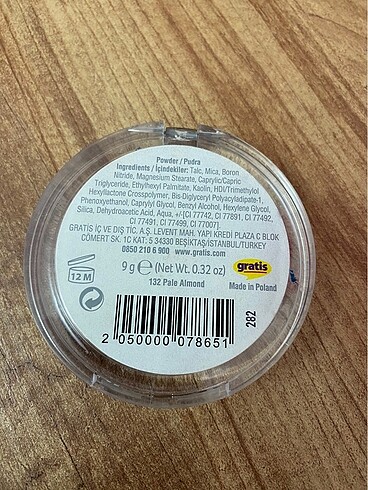 Powder / Pudra
Ingredients / İçindekiler: Talc, Mica, Boron
Nitride, Magnesium Stearate, Caprylic/Capric
Triglyceride, Ethylhexyl Palmitate, Kaolin, HDI/Trimethylol
Hexyllactone Crosspolymer, Bis-Diglyceryl Polyacyladipate-1,
Phenoxyethanol, Caprylyl Glycol, Benzyl Alcohol, Hexylene Glycol,
Silica, Dehydroacetic Acid, Aqua, +/-[CI 77742, CI 77891, CI 77492,
CI 77491, CI 77499, CI 77007].
GRATİS İÇ VE DIŞ TİC. A.Ş. LEVENT MAH. YAPI KREDİ PLAZA C BLOK
CÖMERT SK. 1C KAT: 5 34330 BEŞİKTAŞ/İSTANBUL/TURKEY
0850 210 6 900 www.gratis.com
12 M
9 g ℮ (Net Wt. 0.32 oz)
gratis
132 Pale Almond
Made in Poland
2 050000 078651
282